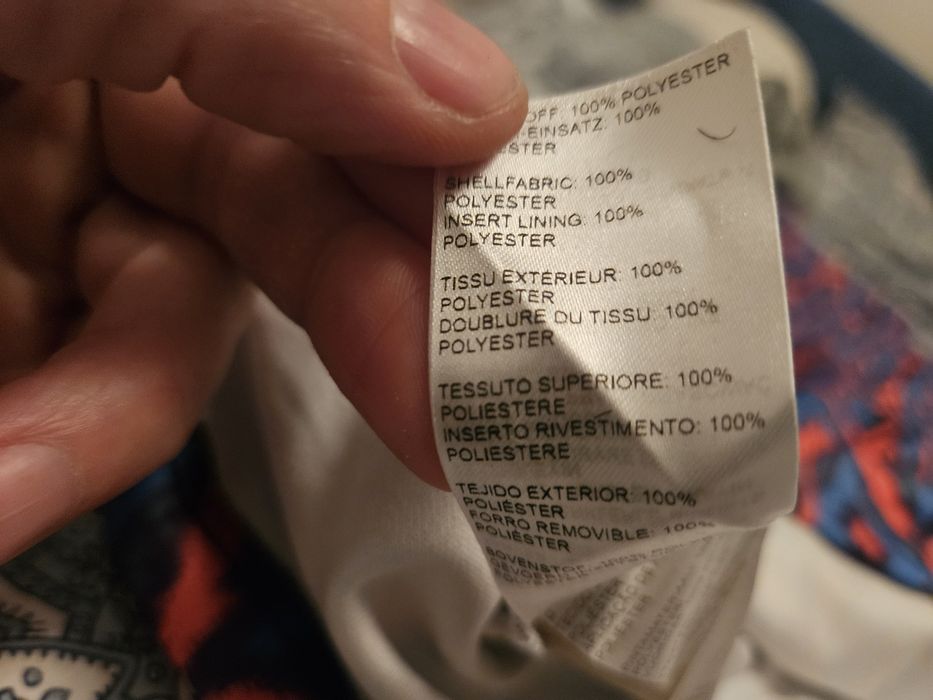 OFF: 100% POLYESTER
-EINSATZ: 100%
ESTER
SHELLFABRIC: 100%
POLYESTER
INSERT LINING: 100%
POLYESTER
TISSU EXTÉRIEUR: 100%
POLYESTER
DOUBLURE DU TISSU: 100%
POLYESTER
TESSUTO SUPERIORE: 100%
POLIESTERE
INSERTO RIVESTIMENTO: 100%
POLIESTERE
TEJIDO EXTERIOR: 100%
POLIÉSTER
FORRO REMOVIBLE: 100%
POLIÉSTER